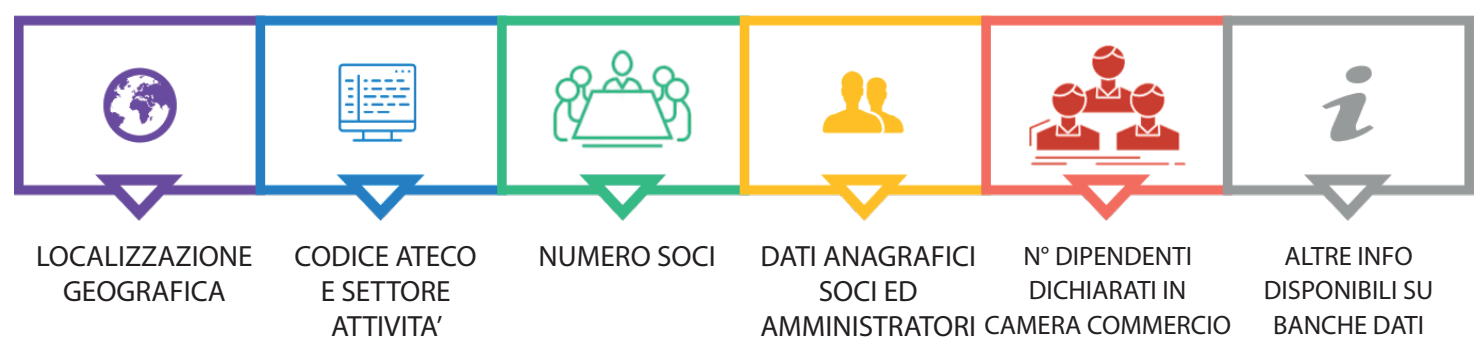 LOCALIZZAZIONE
GEOGRAFICA
CODICE ATECO
E SETTORE
ATTIVITA’
NUMERO SOCI
DATI ANAGRAFICI
SOCI ED
AMMINISTRATORI
N° DIPENDENTI
DICHIARATI IN
CAMERA COMMERCIO
ALTRE INFO
DISPONIBILI SU
BANCHE DATI